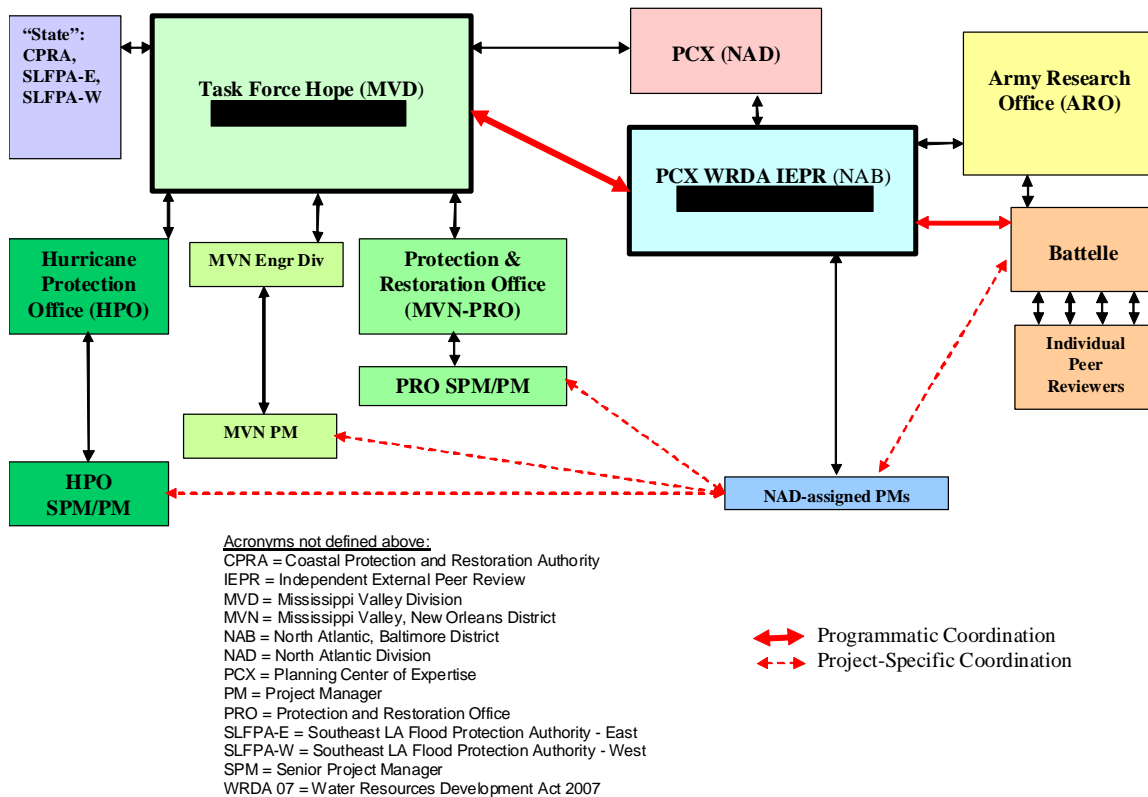 “State”:
CPRA,
SLFPA-E,
SLFPA-W
Task Force Hope (MVD)
PCX (NAD)
Army Research
Office (ARO)
PCX WRDA IEPR (NAB)
Hurricane
Protection
Office (HPO)
MVN Engr Div
Protection &
Restoration Office
(MVN-PRO)
Battelle
Individual
Peer
Reviewers
PRO SPM/PM
MVN PM
HPO
SPM/PM
NAD-assigned PMs
Acronyms not defined above:
CPRA = Coastal Protection and Restoration Authority
IEPR = Independent External Peer Review
MVD = Mississippi Valley Division
MVN = Mississippi Valley, New Orleans District
NAB = North Atlantic, Baltimore District
NAD = North Atlantic Division
PCX = Planning Center of Expertise
PM = Project Manager
PRO = Protection and Restoration Office
SLFPA-E = Southeast LA Flood Protection Authority - East
SLFPA-W = Southeast LA Flood Protection Authority - West
SPM = Senior Project Manager
WRDA 07 = Water Resources Development Act 2007
Programmatic Coordination
Project-Specific Coordination